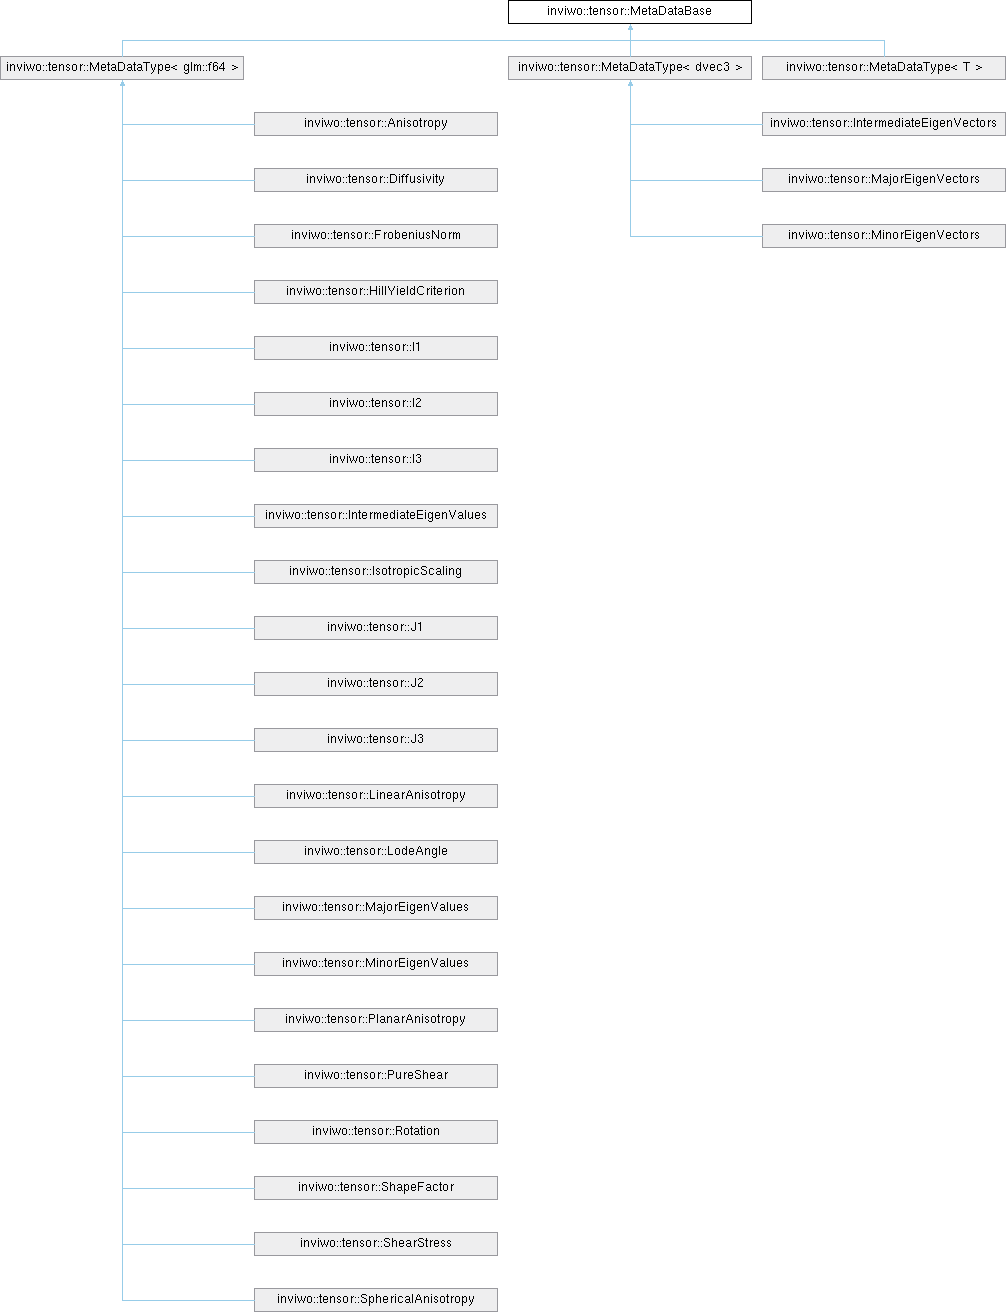 inviwo::tensor::MetaDataBase
inviwo::tensor::MetaDataType< glm::f64 >
inviwo::tensor::MetaDataType< dvec3 >
inviwo::tensor::MetaDataType< T >
inviwo::tensor::Anisotropy
inviwo::tensor::IntermediateEigenVectors
inviwo::tensor::Diffusivity
inviwo::tensor::MajorEigenVectors
inviwo::tensor::FrobeniusNorm
inviwo::tensor::MinorEigenVectors
inviwo::tensor::HillYieldCriterion
inviwo::tensor::I1
inviwo::tensor::I2
inviwo::tensor::I3
inviwo::tensor::IntermediateEigenValues
inviwo::tensor::IsotropicScaling
inviwo::tensor::J1
inviwo::tensor::J2
inviwo::tensor::J3
inviwo::tensor::LinearAnisotropy
inviwo::tensor::LodeAngle
inviwo::tensor::MajorEigenValues
inviwo::tensor::MinorEigenValues
inviwo::tensor::PlanarAnisotropy
inviwo::tensor::PureShear
inviwo::tensor::Rotation
inviwo::tensor::ShapeFactor
inviwo::tensor::ShearStress
inviwo::tensor::SphericalAnisotropy